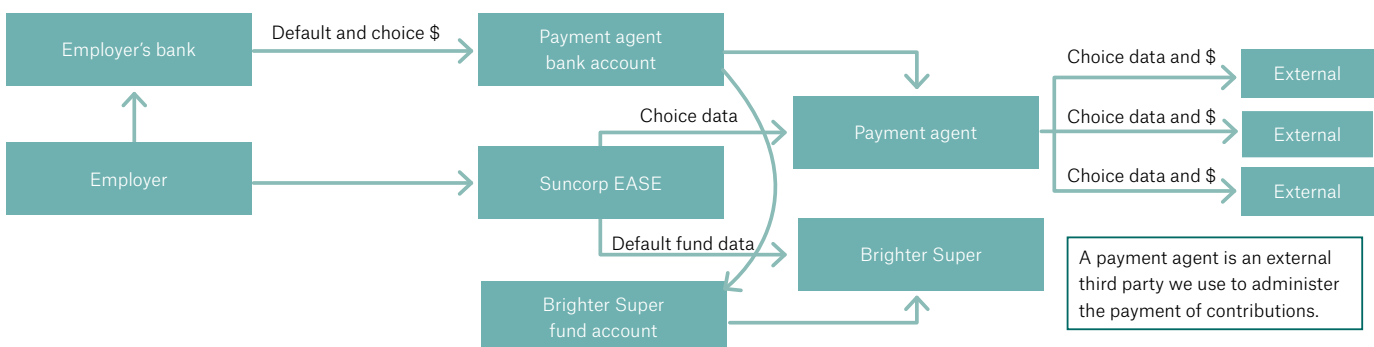 Employer's bank
Default and choice $
Payment agent
bank account
Choice data and $
External
Choice data
Payment agent
Choice data and $
External
Employer
Suncorp EASE
Choice data and $
External
Default fund data
Brighter Super
A payment agent is an external
third party we use to administer
the payment of contributions.
Brighter Super
fund account